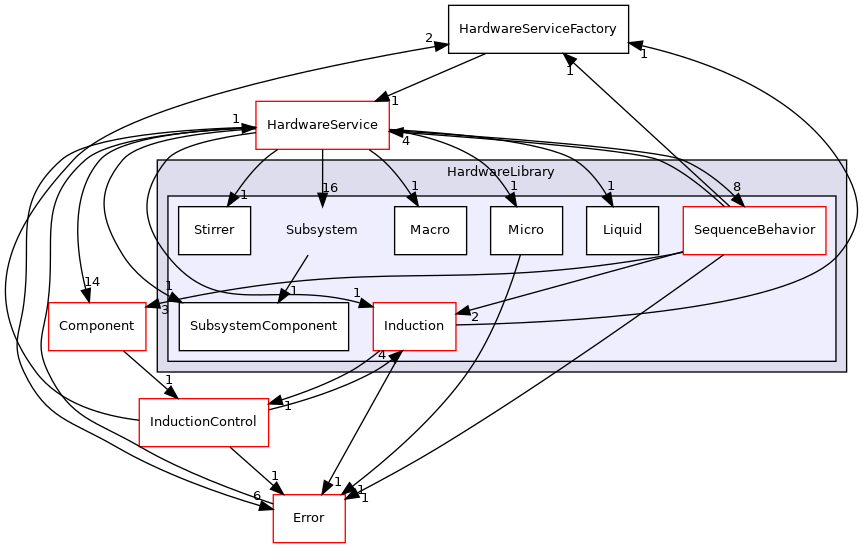 HardwareServiceFactory
2
1
1
1
HardwareService
1
4
HardwareLibrary
1
16
1
1
1
8
Stirrer
Subsystem
Macro
Micro
Liquid
SequenceBehavior
14
1
1
1
3
2
Component
SubsystemComponent
Induction
4
1
1
InductionControl
1
1
1
1
6
Error